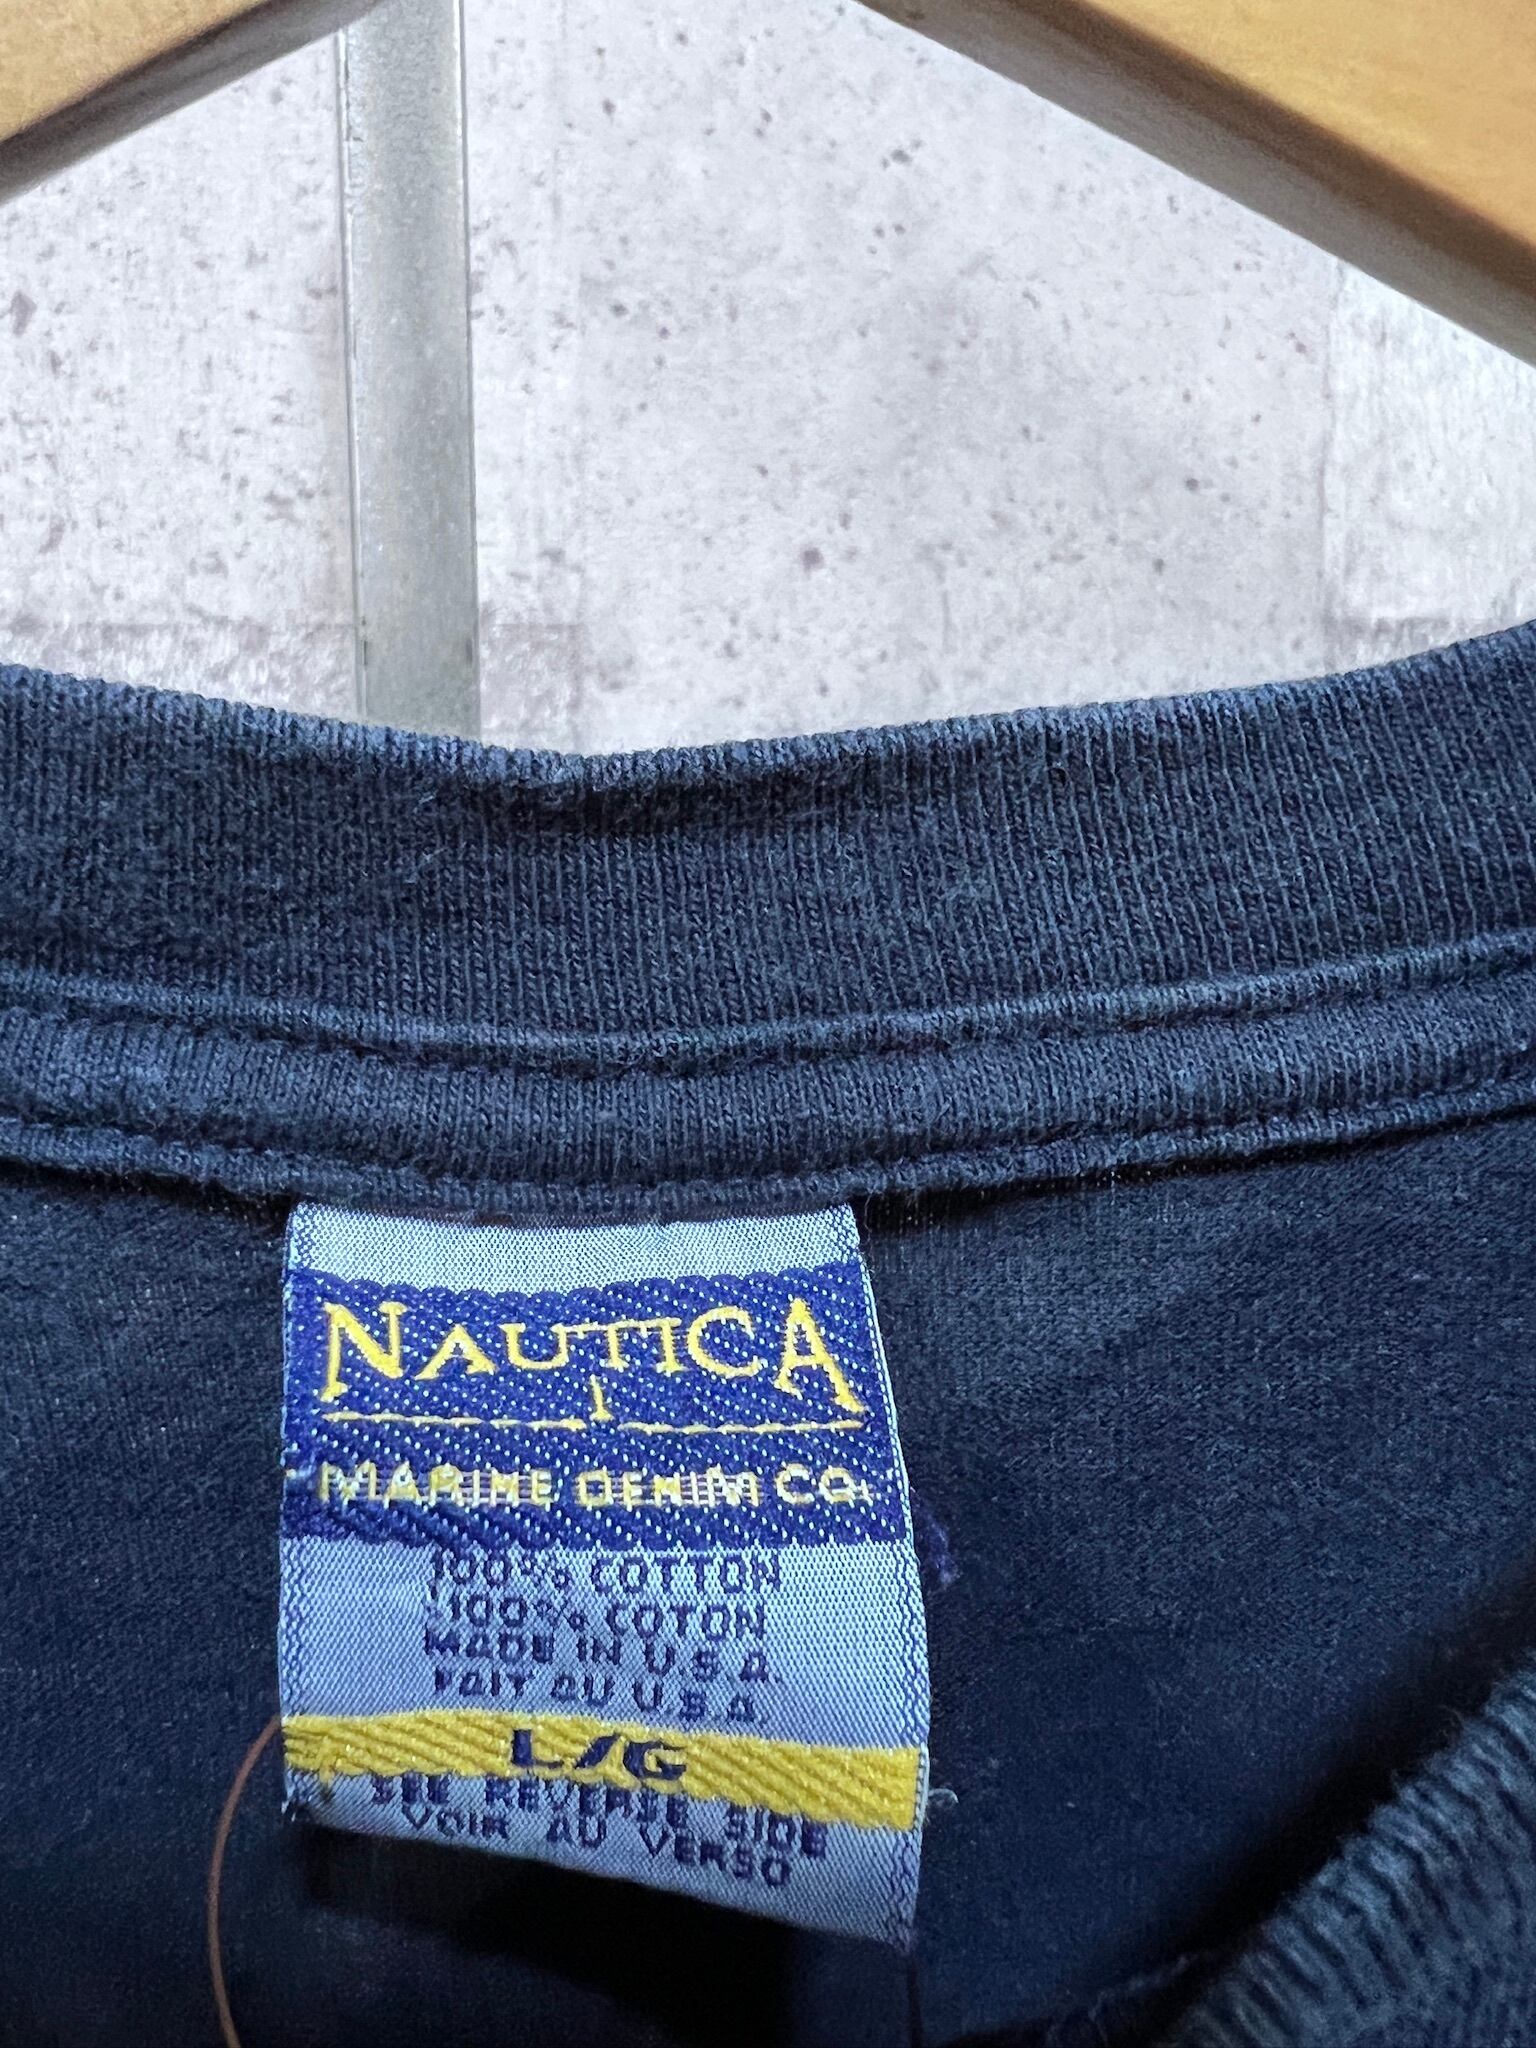 NAUTICA
MARINE DENIM CO.
100% COTTON
100% COTON
MADE IN U.S.A.
FAIT AU U.S.A.
L/G
SEE REVERSE SIDE
VOIR AU VERSO